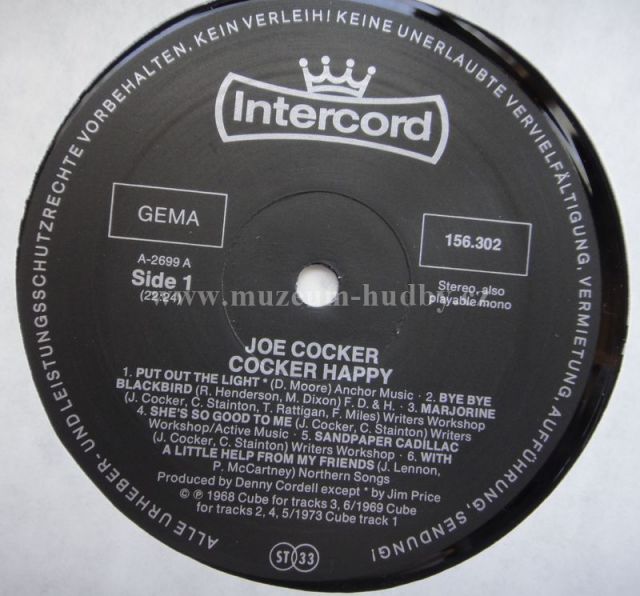 ALLE URHEBER- UND LEISTUNGSSCHUTZRECHTE VORBEHALTEN. KEIN VERLEIH! KEINE UNERLAUBTE VERVIELFÄLTIGUNG, VERMIETUNG, AUFFÜHRUNG, SENDUNG!
Intercord
GEMA
156.302
A-2699 A
Side 1
(22:24)
Stereo, also
playable mono
www.muzeum-hudby.cz
JOE COCKER
COCKER HAPPY
1. PUT OUT THE LIGHT * (D. Moore) Anchor Music · 2. BYE BYE
BLACKBIRD (R. Henderson, M. Dixon) F. D. & H. · 3. MARJORINE
(J. Cocker, C. Stainton, T. Rattigan, F. Miles) Writers Workshop
4. SHE'S SO GOOD TO ME (J. Cocker, C. Stainton) Writers
Workshop/Active Music · 5. SANDPAPER CADILLAC
(J. Cocker, C. Stainton) Writers Workshop · 6. WITH
A LITTLE HELP FROM MY FRIENDS (J. Lennon,
P. McCartney) Northern Songs
Produced by Denny Cordell except * by Jim Price
© ℗ 1968 Cube for tracks 3, 6/1969 Cube
for tracks 2, 4, 5/1973 Cube track 1
ST 33